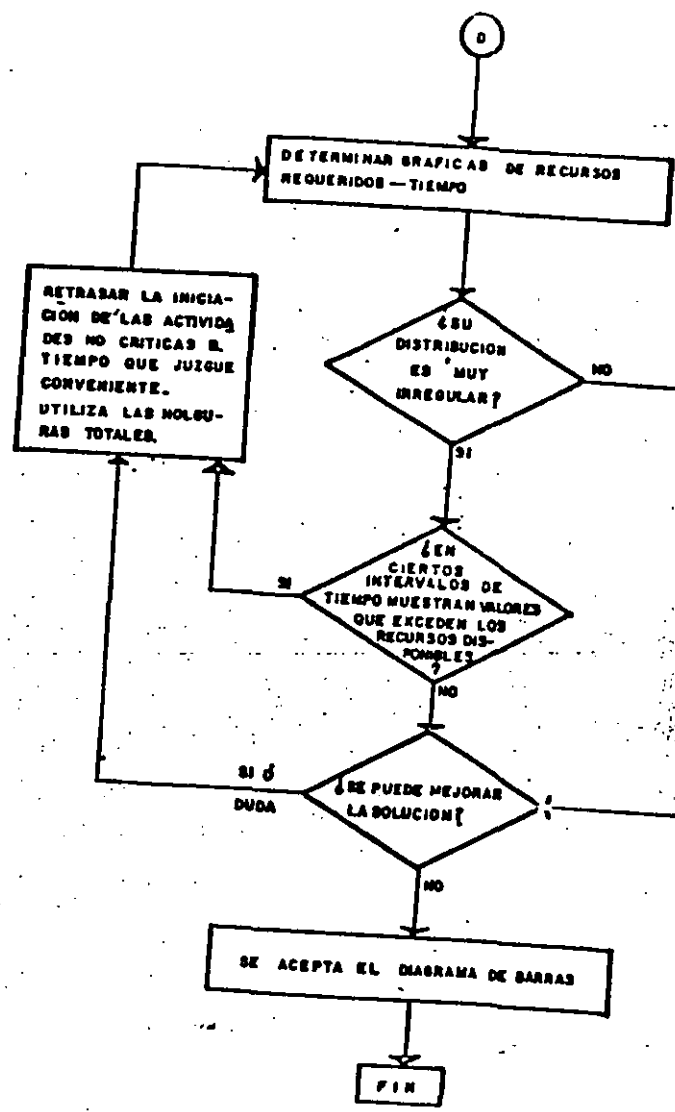 D
DETERMINAR GRAFICAS DE RECURSOS
REQUERIDOS — TIEMPO
RETRASAR LA INICIA-
CION DE LAS ACTIVIDA
DES NO CRITICAS EL
TIEMPO QUE JUZGUE
CONVENIENTE.
UTILIZA LAS HOLGU-
RAS TOTALES.
¿SU
DISTRIBUCION
ES MUY
IRREGULAR?
NO
SI
¿EN
CIERTOS
INTERVALOS DE
TIEMPO MUESTRAN VALORES
QUE EXCEDEN LOS
RECURSOS DIS-
PONIBLES
?
SI
NO
¿SE PUEDE MEJORAR
LA SOLUCION?
SI Ó
DUDA
NO
SE ACEPTA EL DIAGRAMA DE BARRAS
FIN